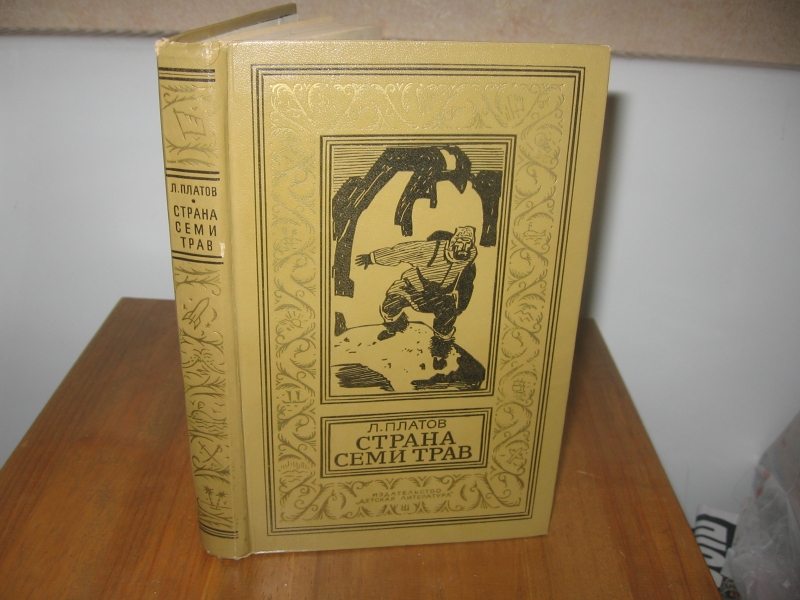 Л. ПЛАТОВ
СТРАНА
СЕМИ
ТРАВ
Л. ПЛАТОВ
СТРАНА
СЕМИ ТРАВ
ИЗДАТЕЛЬСТВО
„ДЕТСКАЯ ЛИТЕРАТУРА"